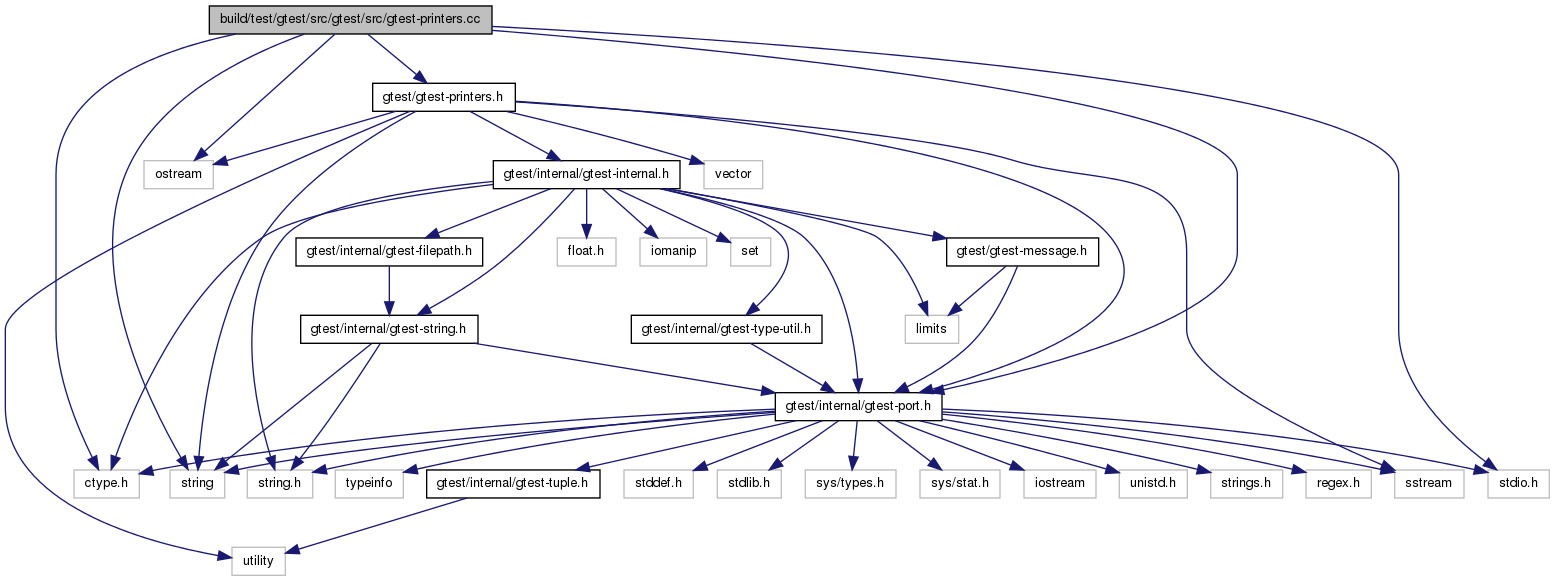 build/test/gtest/src/gtest/src/gtest-printers.cc
gtest/gtest-printers.h
ostream
gtest/internal/gtest-internal.h
vector
gtest/internal/gtest-filepath.h
float.h
iomanip
set
gtest/gtest-message.h
gtest/internal/gtest-string.h
gtest/internal/gtest-type-util.h
limits
gtest/internal/gtest-port.h
ctype.h
string
string.h
typeinfo
gtest/internal/gtest-tuple.h
stddef.h
stdlib.h
sys/types.h
sys/stat.h
iostream
unistd.h
strings.h
regex.h
sstream
stdio.h
utility